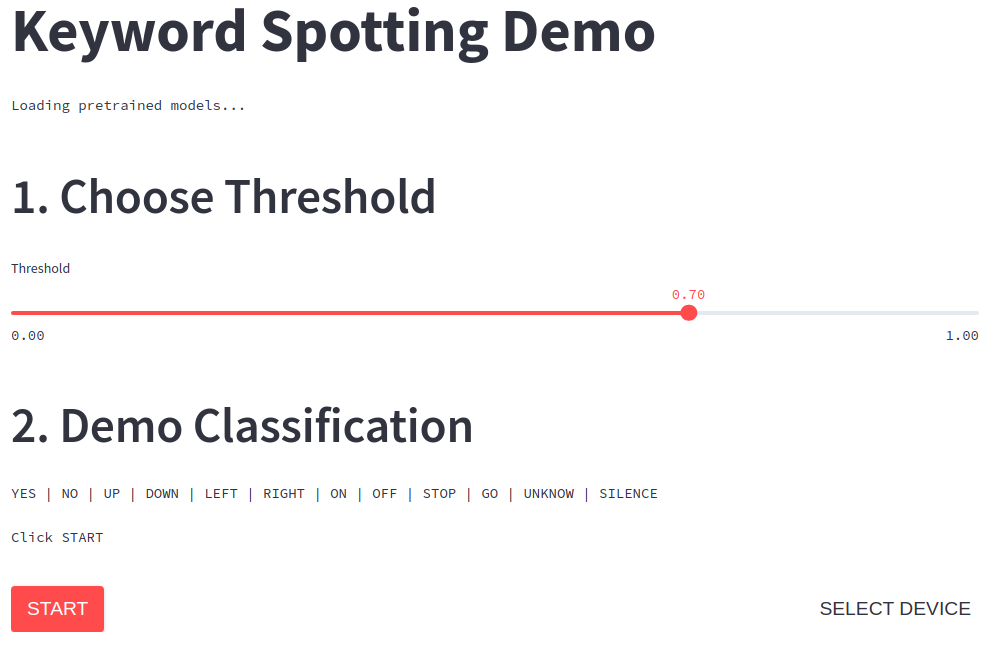 Keyword Spotting Demo
Loading pretrained models...
1. Choose Threshold
Threshold
0.70
0.00 1.00
2. Demo Classification
YES | NO | UP | DOWN | LEFT | RIGHT | ON | OFF | STOP | GO | UNKNOW | SILENCE
Click START
START SELECT DEVICE